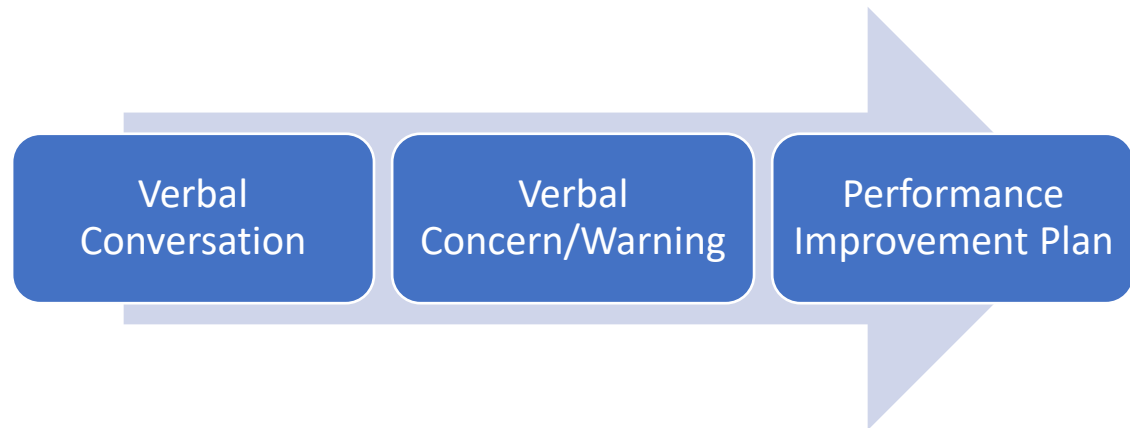 Verbal
Conversation
Verbal
Concern/Warning
Performance
Improvement Plan